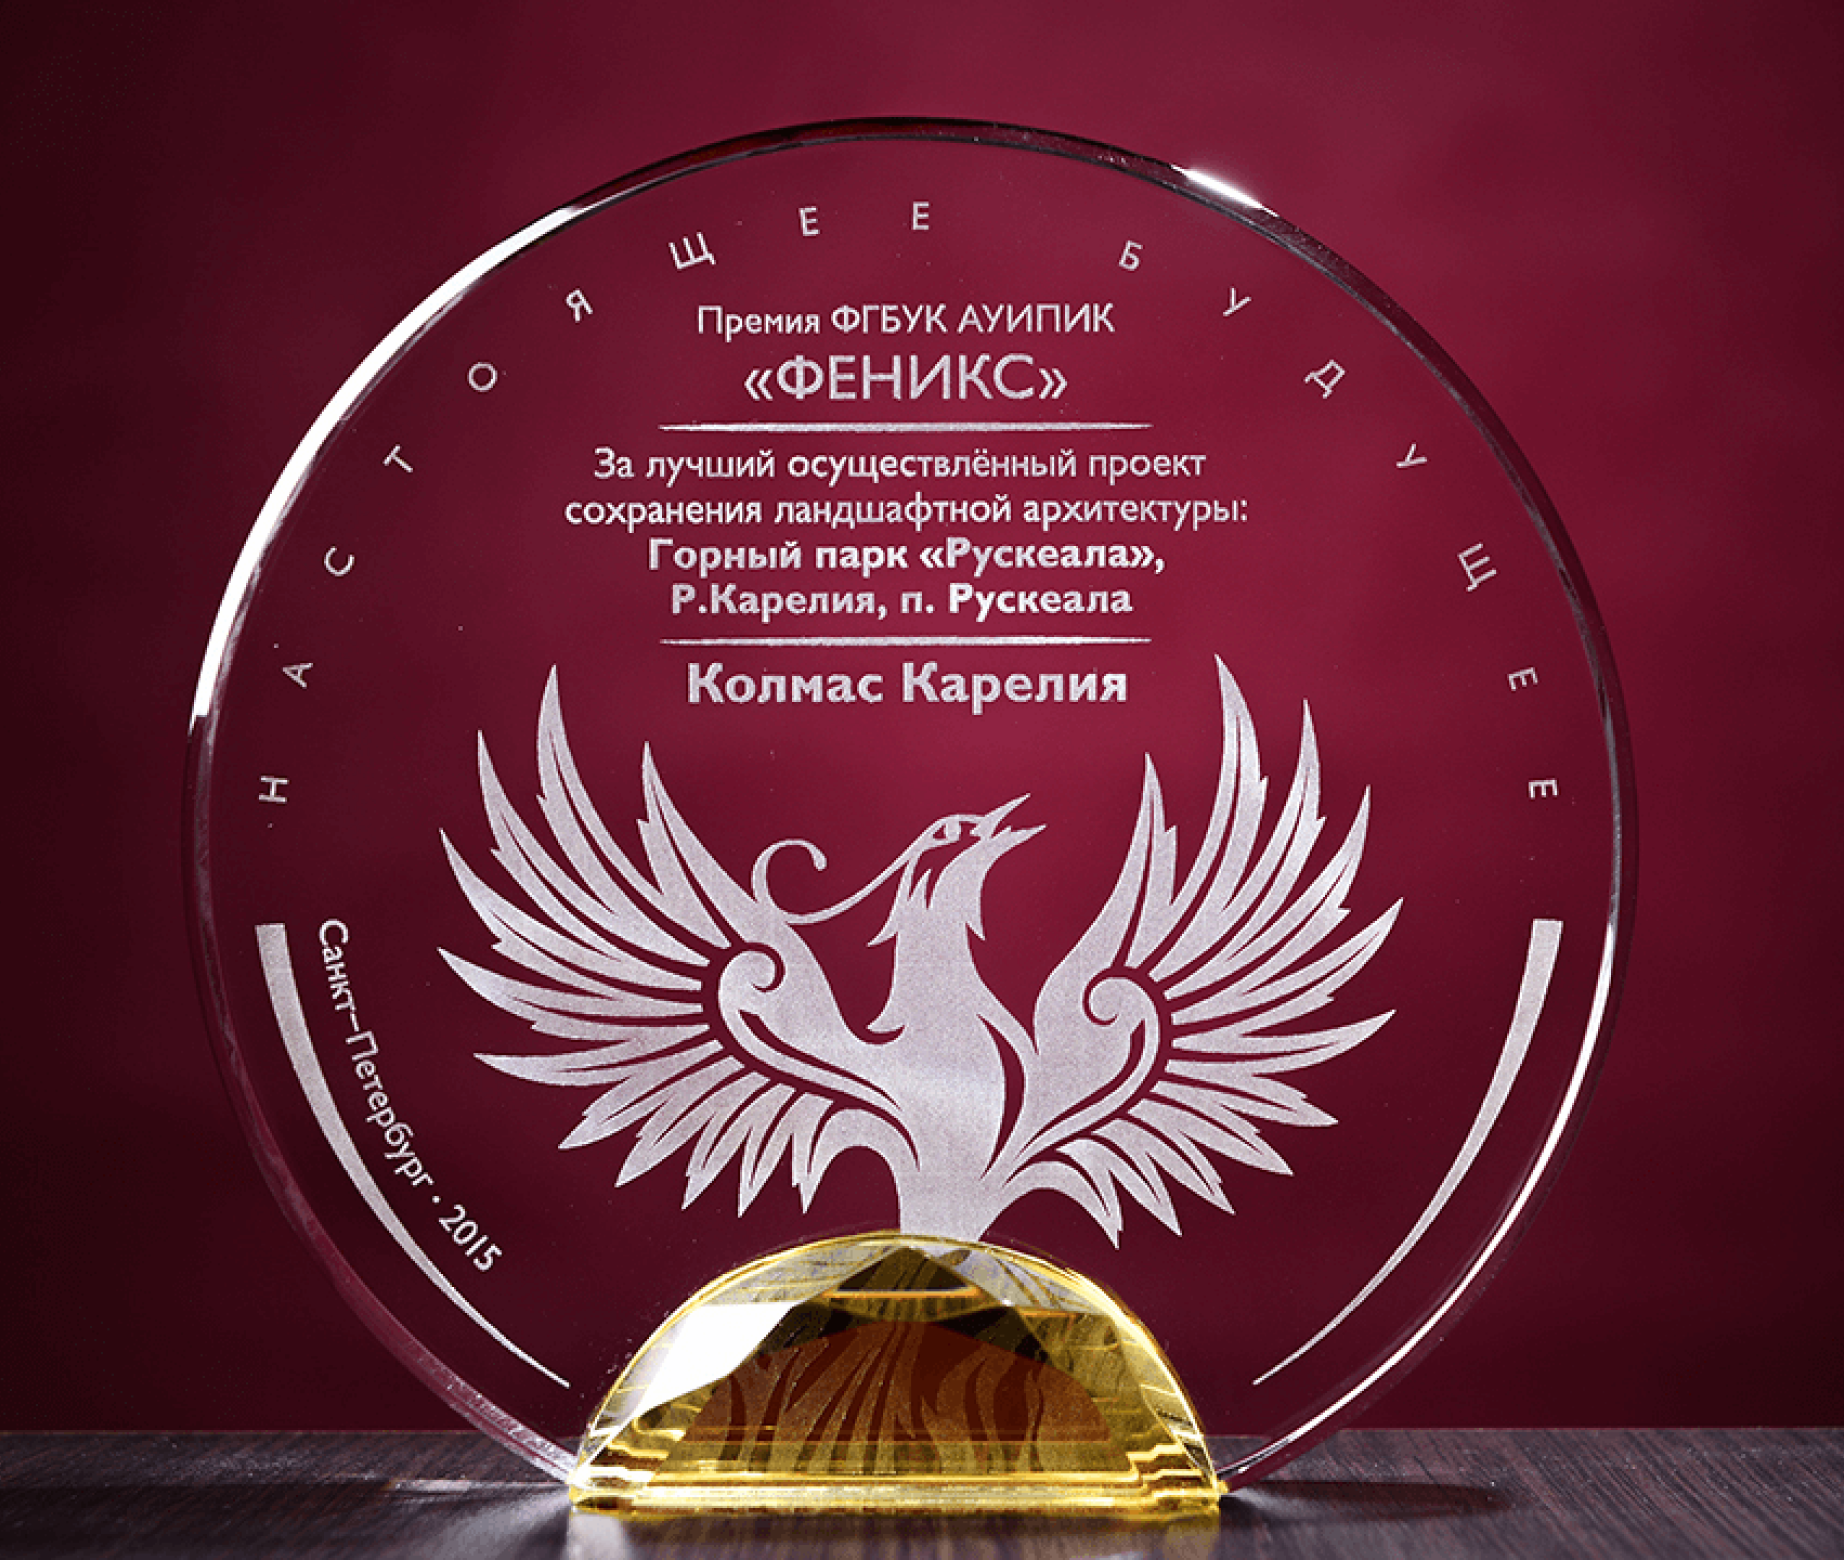 НАСТОЯЩЕЕ БУДУЩЕЕ
Премия ФГБУК АУИПИК
«ФЕНИКС»
За лучший осуществлённый проект
сохранения ландшафтной архитектуры:
Горный парк «Рускеала»,
Р.Карелия, п. Рускеала
Колмас Карелия
Санкт-Петербург • 2015